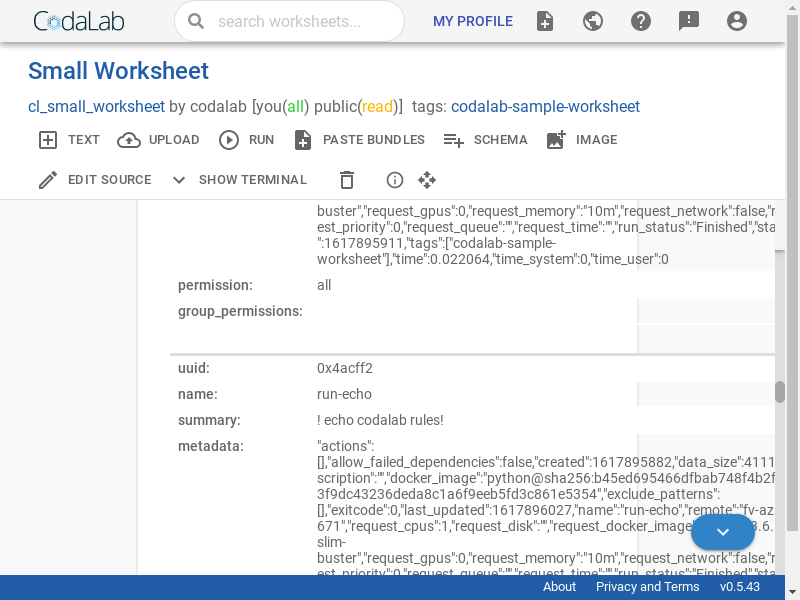 CodaLab
search worksheets...
MY PROFILE
Small Worksheet
cl_small_worksheet by codalab [you(all) public(read)] tags: codalab-sample-worksheet
TEXT UPLOAD RUN PASTE BUNDLES SCHEMA IMAGE
EDIT SOURCE SHOW TERMINAL
buster","request_gpus":0,"request_memory":"10m","request_network":false,"r
est_priority":0,"request_queue":"","request_time":"","run_status":"Finished","sta
":1617895911,"tags":["codalab-sample-
worksheet"],"time":0.022064,"time_system":0,"time_user":0
permission: all
group_permissions:
uuid: 0x4acff2
name: run-echo
summary: ! echo codalab rules!
metadata: "actions":
[],"allow_failed_dependencies":false,"created":1617895882,"data_size":4111
scription":"","docker_image":"python@sha256:b45ed695466dfbab748f4b2f
3f9dc43236deda8c1a6f9eeb5fd3c861e5354","exclude_patterns":
[],"exitcode":0,"last_updated":1617896027,"name":"run-echo","remote":"fv-az
671","request_cpus":1,"request_disk":"","request_docker_image" 3.6.
slim-
buster","request_gpus":0,"request_memory":"10m","request_network":false,"r
est_priority":0,"request_queue":"","request_time":"","run_status":"Finished","sta
About Privacy and Terms v0.5.43